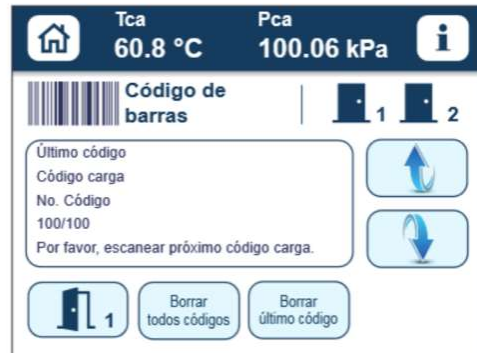 Tca
60.8 °C
Pca
100.06 kPa
i
Código de
barras
1
2
Último código
Código carga
No. Código
100/100
Por favor, escanear próximo código carga.
1
Borrar
todos códigos
Borrar
último código